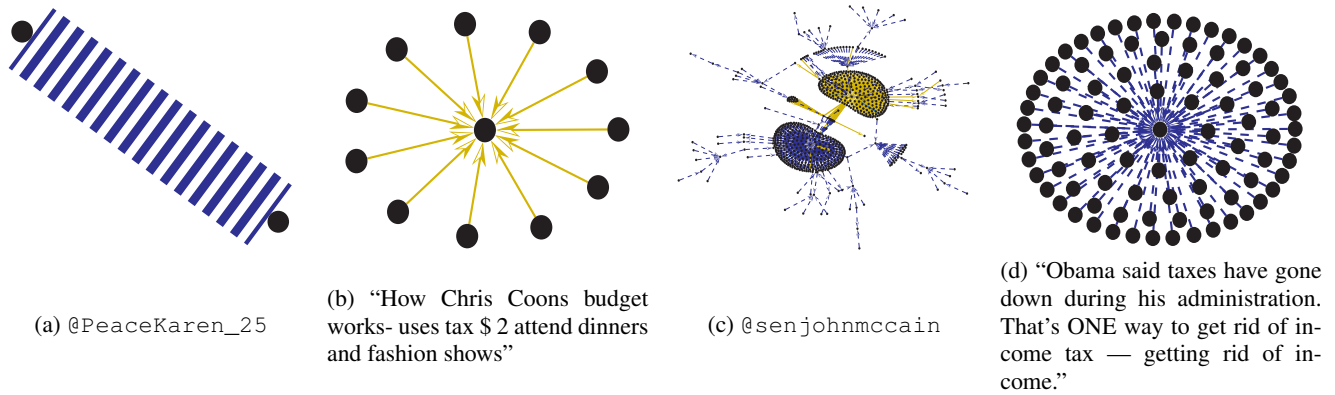 (a) @PeaceKaren_25
(b) “How Chris Coons budget
works- uses tax $ 2 attend dinners
and fashion shows”
(c) @senjohnmccain
(d) “Obama said taxes have gone
down during his administration.
That's ONE way to get rid of in-
come tax — getting rid of in-
come.”